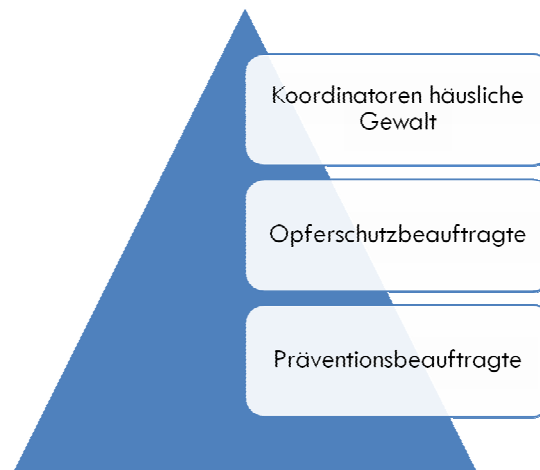 Koordinatoren häusliche
Gewalt
Opferschutzbeauftragte
Präventionsbeauftragte